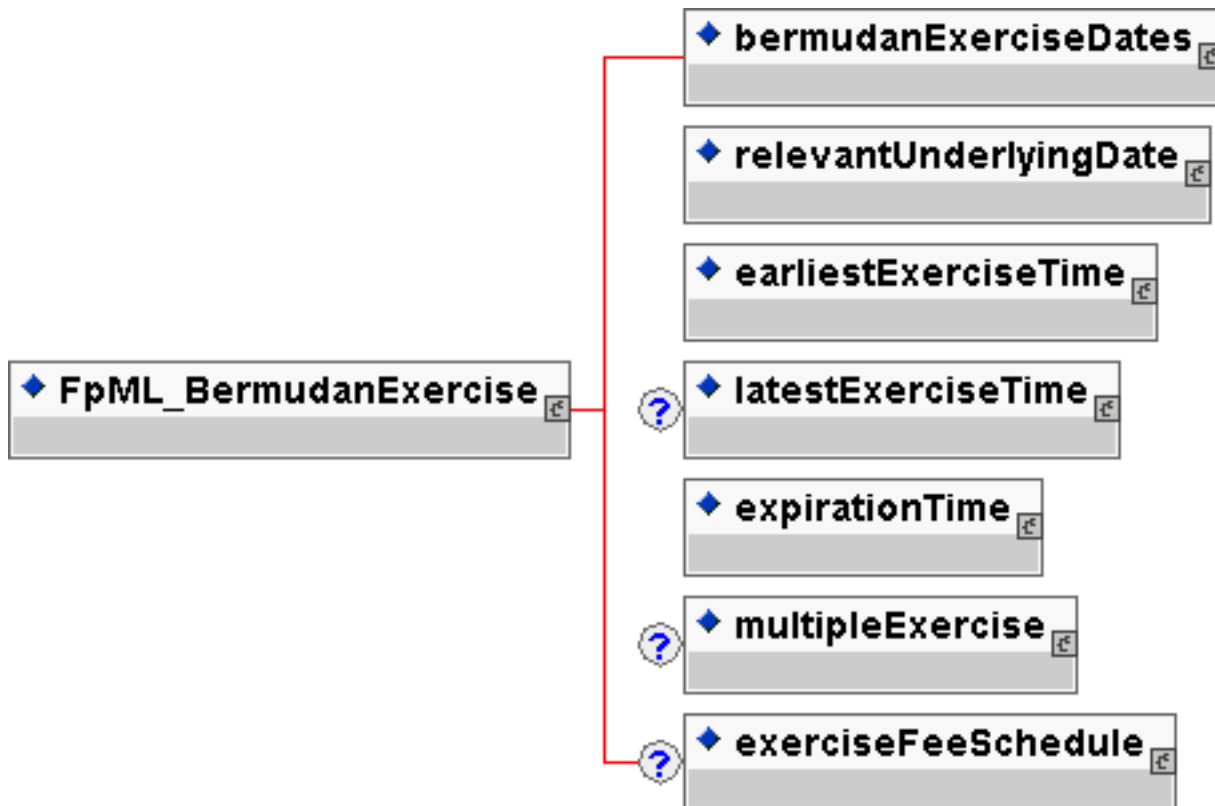 bermudanExerciseDates
relevantUnderlyingDate
earliestExerciseTime
FpML_BermudanExercise
? latestExerciseTime
expirationTime
? multipleExercise
? exerciseFeeSchedule